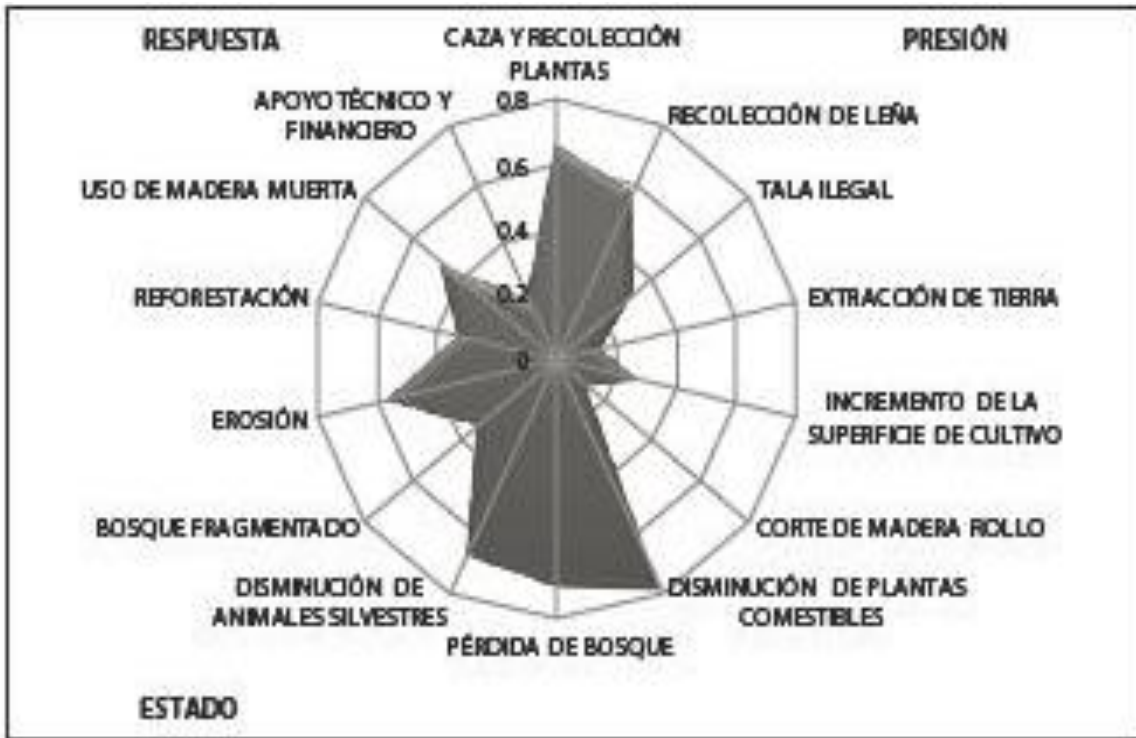 RESPUESTA
CAZA Y RECOLECCIÓN
PLANTAS
PRESIÓN
APOYO TÉCNICO Y
FINANCIERO
0.8
RECOLECCIÓN DE LEÑA
USO DE MADERA MUERTA
0.6
TALA ILEGAL
0.4
REFORESTACIÓN
0.2
EXTRACCIÓN DE TIERRA
0
EROSIÓN
INCREMENTO DE LA
SUPERFICIE DE CULTIVO
BOSQUE FRAGMENTADO
CORTE DE MADERA ROLLO
DISMINUCIÓN DE
ANIMALES SILVESTRES
DISMINUCIÓN DE PLANTAS
COMESTIBLES
PÉRDIDA DE BOSQUE
ESTADO